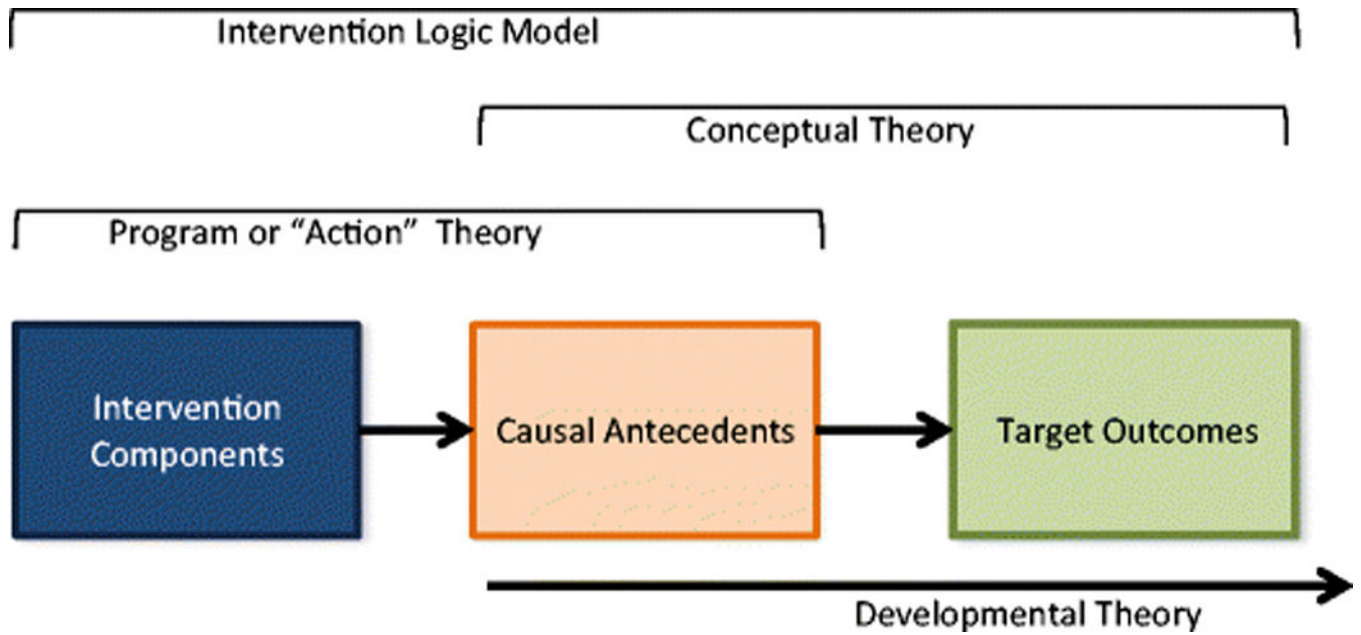 Intervention Logic Model
Conceptual Theory
Program or “Action” Theory
Intervention
Components
Causal Antecedents
Target Outcomes
Developmental Theory